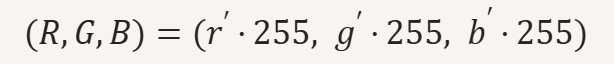 (R, G, B) = (r′ · 255, g′ · 255, b′ · 255)